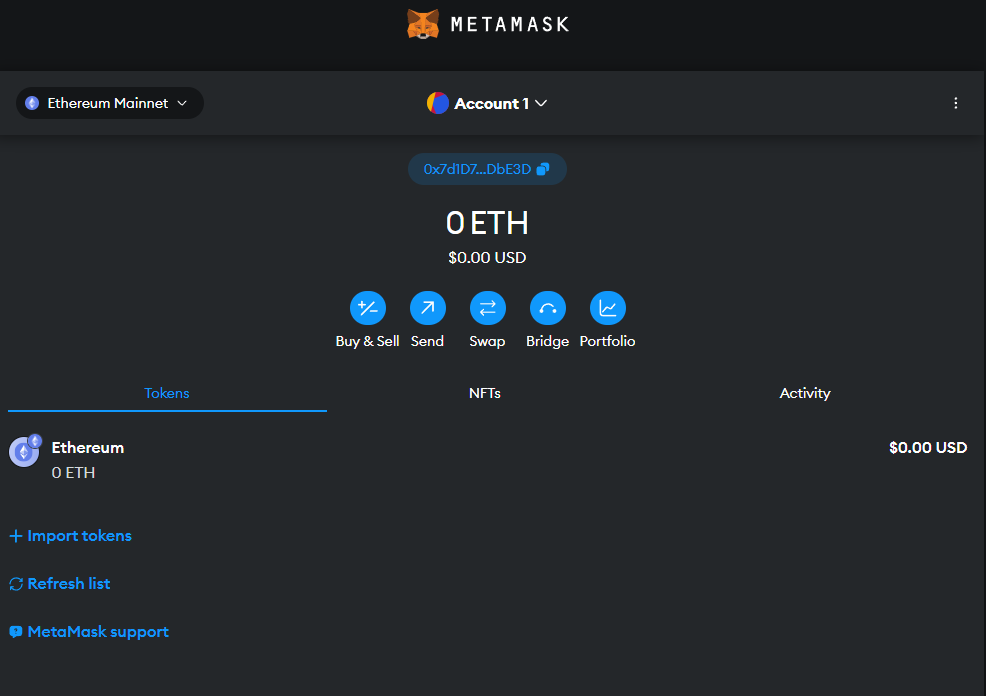 METAMASK
Ethereum Mainnet
Account 1
0x7d1D7...DbE3D
0 ETH
$0.00 USD
Buy & Sell Send Swap Bridge Portfolio
Tokens NFTs Activity
Ethereum $0.00 USD
0 ETH
Import tokens
Refresh list
MetaMask support